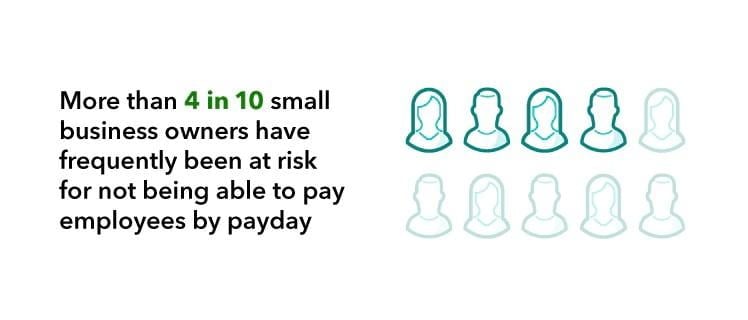 More than 4 in 10 small
business owners have
frequently been at risk
for not being able to pay
employees by payday